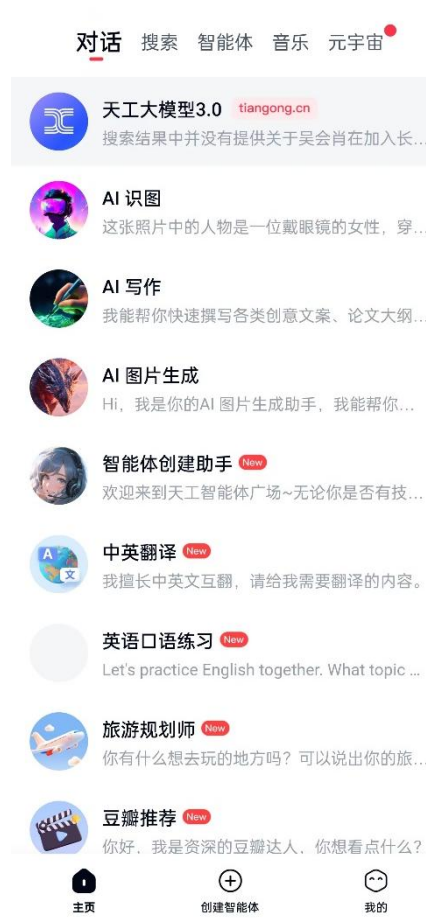 对话 搜索 智能体 音乐 元宇宙
天工大模型3.0 tiangong.cn
搜索结果中并没有提供关于吴会肖在加入长...
AI 识图
这张照片中的人物是一位戴眼镜的女性，穿...
AI 写作
我能帮你快速撰写各类创意文案、论文大纲...
AI 图片生成
Hi，我是你的AI 图片生成助手，我能帮你...
智能体创建助手 New
欢迎来到天工智能体广场~无论你是否有技...
中英翻译 New
A 文
我擅长中英文互翻，请给我需要翻译的内容。
英语口语练习 New
Let's practice English together. What topic ...
旅游规划师 New
你有什么想去玩的地方吗？可以说出你的旅...
豆瓣推荐 New
你好，我是资深的豆瓣达人，你想看点什么？
主页 创建智能体 我的